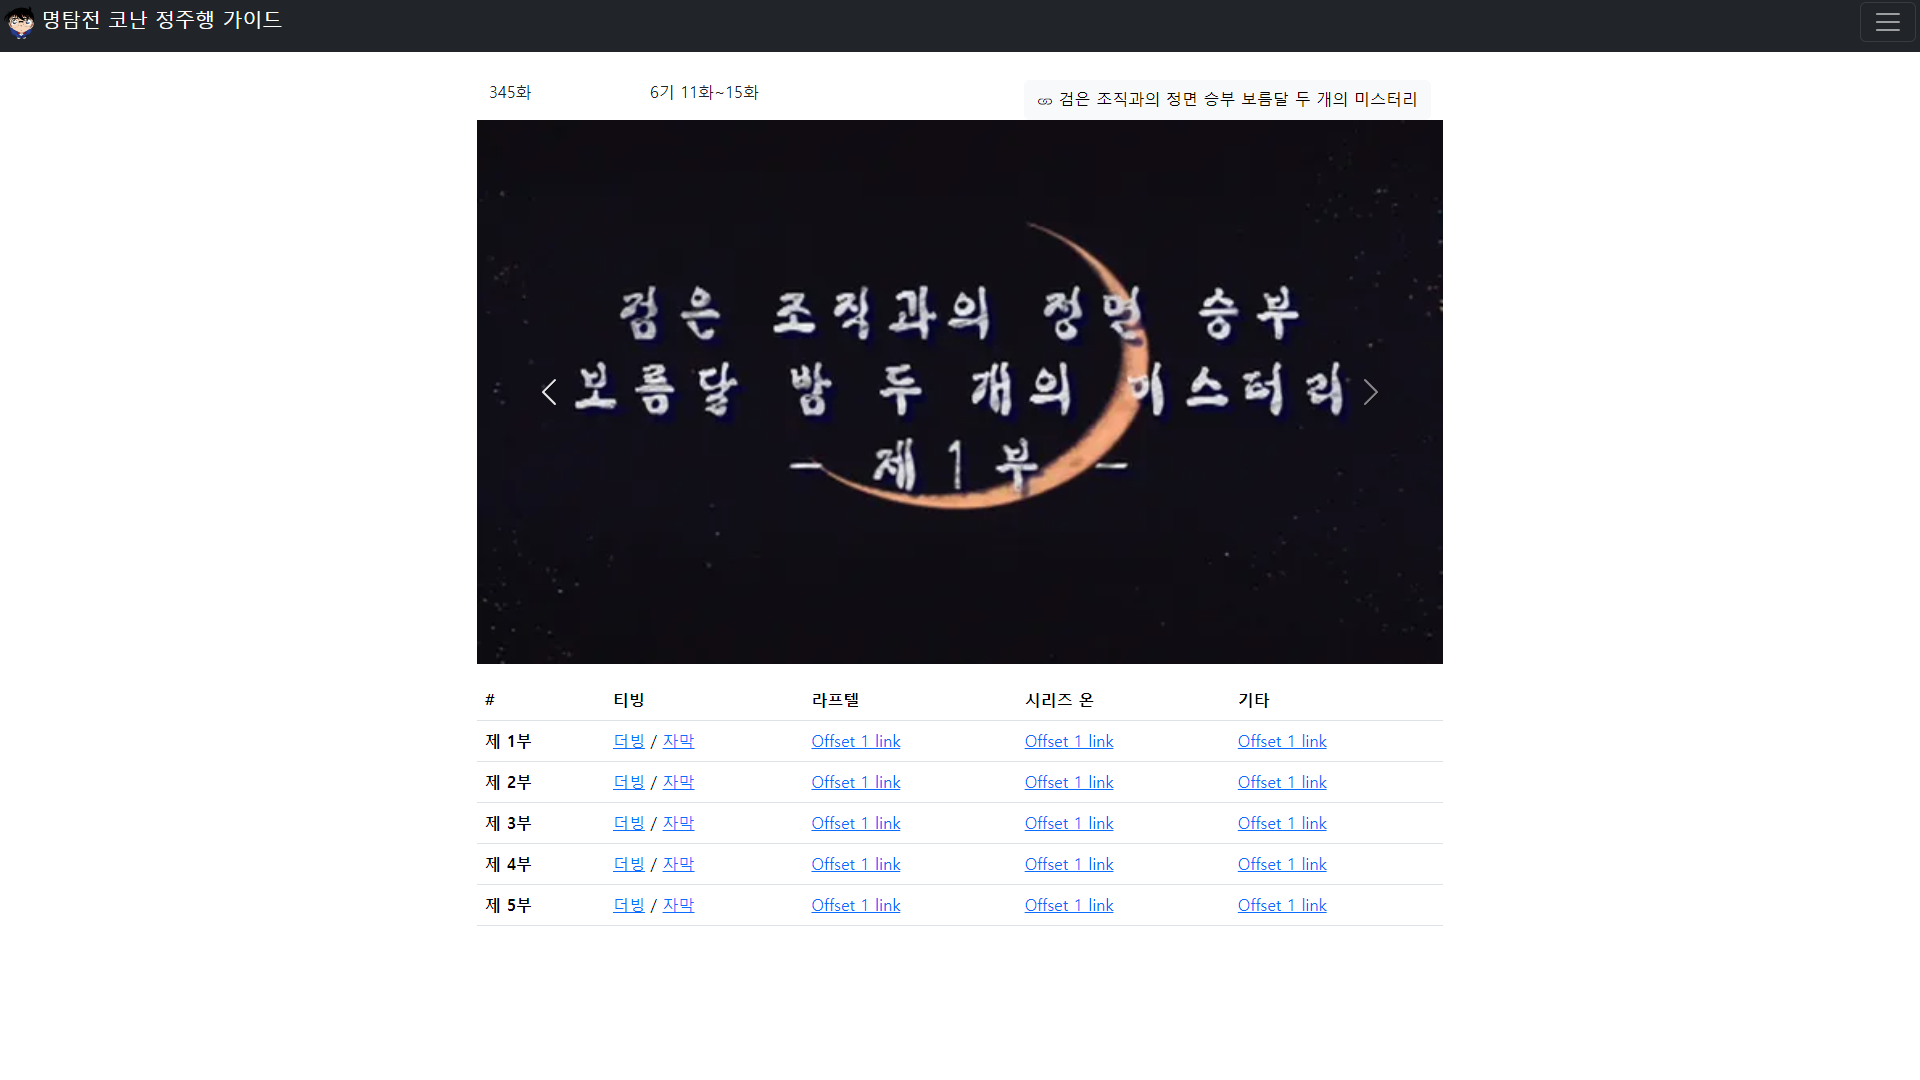 명탐전 코난 정주행 가이드
345화 6기 11화~15화 검은 조직과의 정면 승부 보름달 두 개의 미스터리
검은 조직과의 정면 승부
보름달 밤 두 개의 미스터리
– 제1부 –
# 티빙 라프텔 시리즈 온 기타
제 1부 더빙 / 자막 Offset 1 link Offset 1 link Offset 1 link
제 2부 더빙 / 자막 Offset 1 link Offset 1 link Offset 1 link
제 3부 더빙 / 자막 Offset 1 link Offset 1 link Offset 1 link
제 4부 더빙 / 자막 Offset 1 link Offset 1 link Offset 1 link
제 5부 더빙 / 자막 Offset 1 link Offset 1 link Offset 1 link